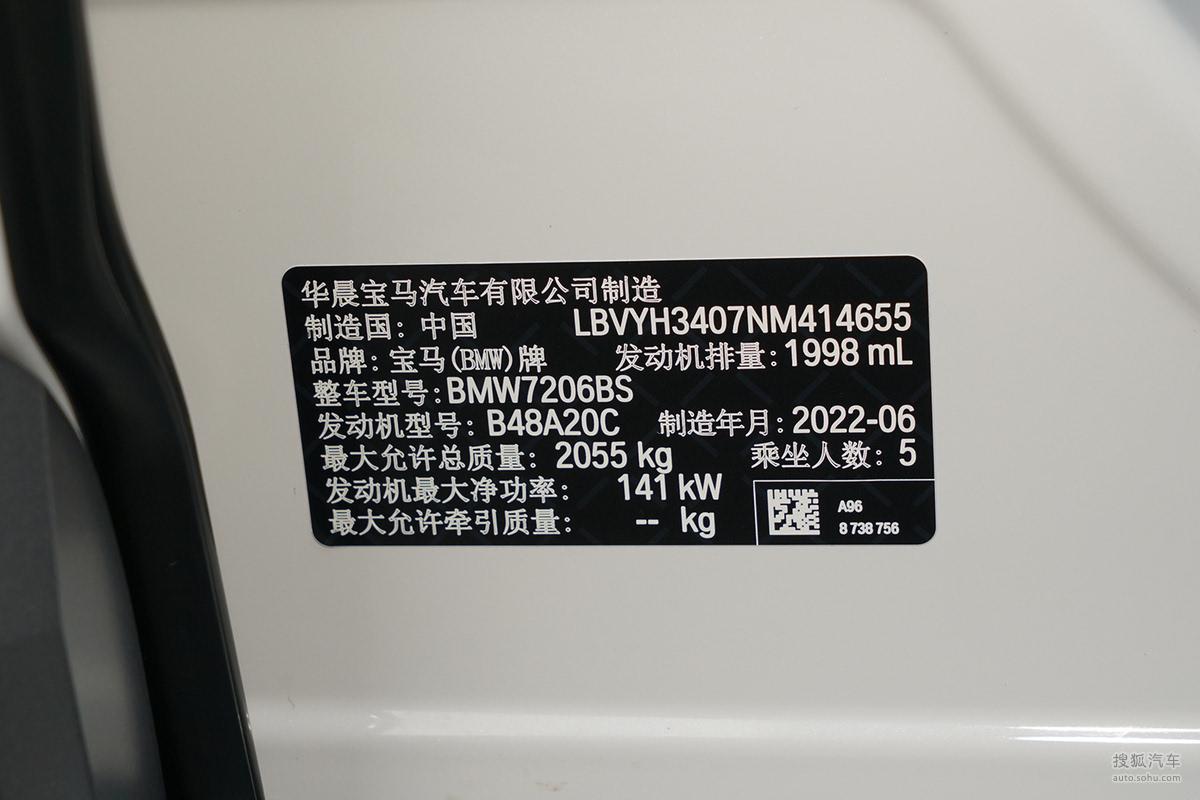 华晨宝马汽车有限公司制造
制造国：中国 LBVYH3407NM414655
品牌：宝马(BMW)牌 发动机排量：1998 mL
整车型号：BMW7206BS
发动机型号：B48A20C 制造年月：2022-06
最大允许总质量：2055 kg 乘坐人数：5
发动机最大净功率：141 kW
最大允许牵引质量：-- kg
A96
8 738 756
搜狐汽车
auto.sohu.com